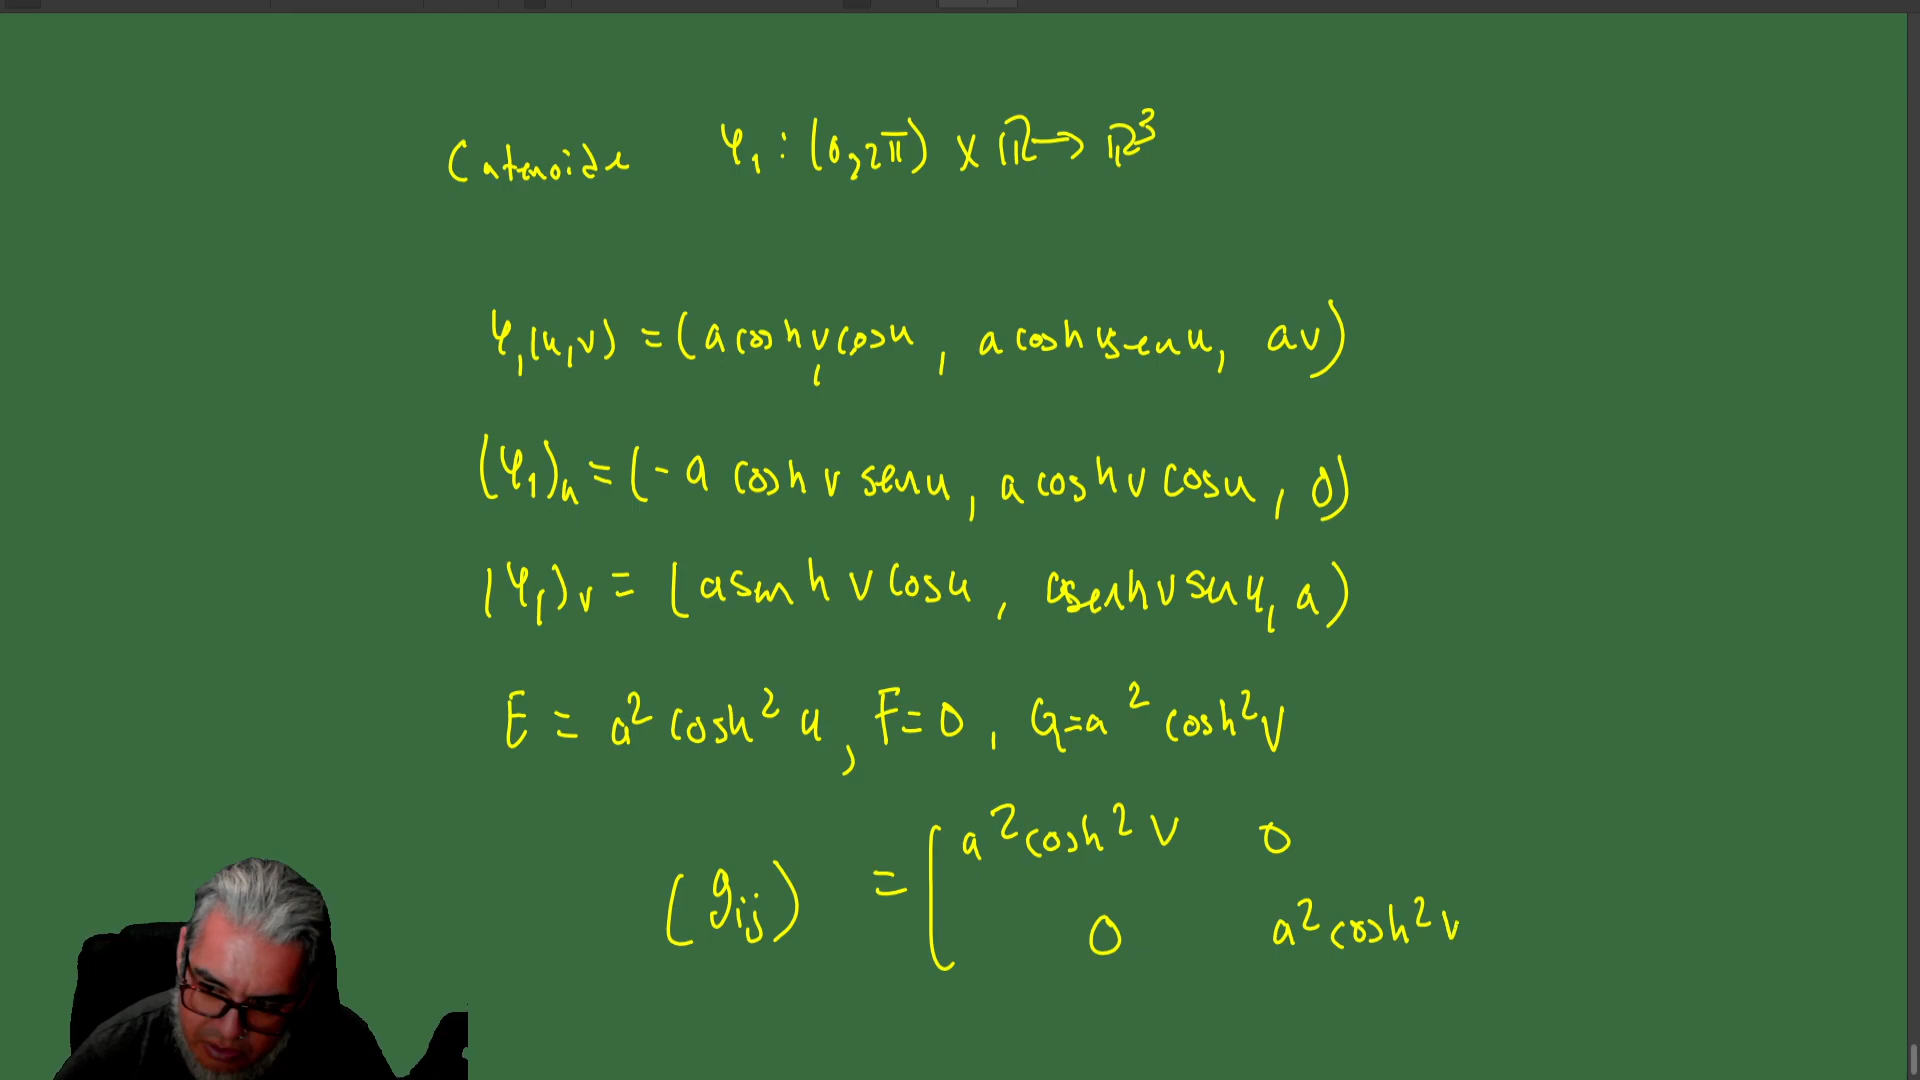 Catenoide φ₁ : (0,2π) × ℝ → ℝ³
φ₁(u,v) = (a cosh v cos u, a cosh v sen u, av)
(φ₁)ᵤ = (-a cosh v sen u, a cosh v cos u, 0)
(φ₁)ᵥ = (a senh v cos u, a senh v sen u, a)
E = a² cosh² u, F=0, G=a² cosh² v
a² cosh² v 0
(gᵢⱼ) = [
0 a² cosh² v